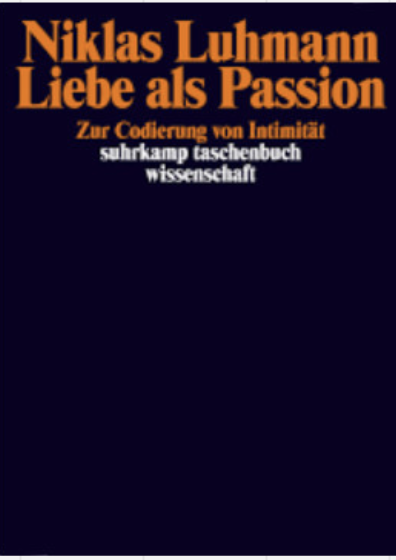 Niklas Luhmann
Liebe als Passion
Zur Codierung von Intimität
suhrkamp taschenbuch
wissenschaft